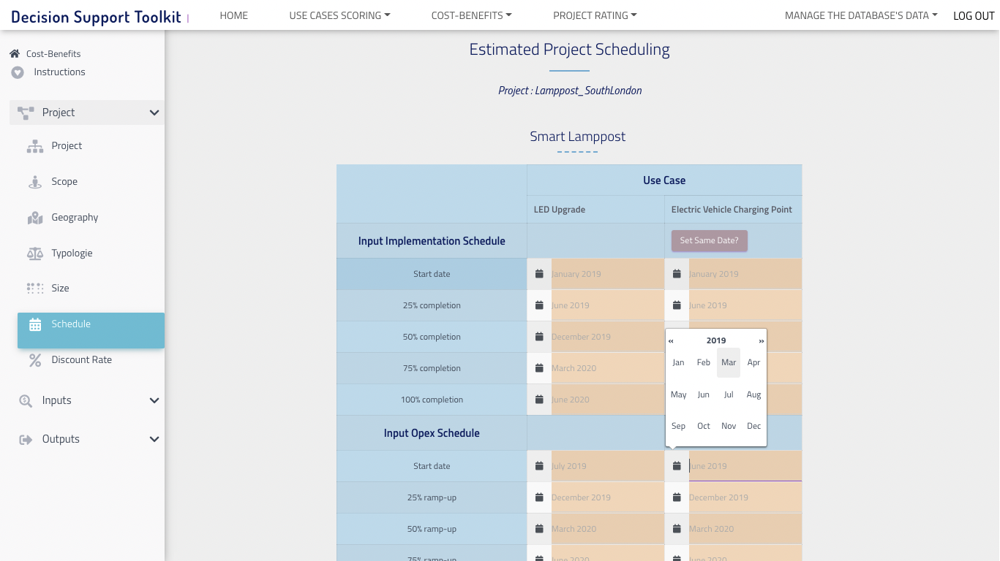 Decision Support Toolkit |
HOME
USE CASES SCORING
COST-BENEFITS
PROJECT RATING
MANAGE THE DATABASE'S DATA
LOG OUT
Cost-Benefits
Instructions
Project
Project
Scope
Geography
Typologie
Size
Schedule
Discount Rate
Inputs
Outputs
Estimated Project Scheduling
Project : Lamppost_SouthLondon
Smart Lamppost
Use Case
LED Upgrade
Electric Vehicle Charging Point
Input Implementation Schedule
Set Same Date?
Start date
January 2019
January 2019
25% completion
June 2019
June 2019
50% completion
December 2019
75% completion
March 2020
100% completion
June 2020
« 2019 »
Jan Feb Mar Apr
May Jun Jul Aug
Sep Oct Nov Dec
Input Opex Schedule
Start date
July 2019
June 2019
25% ramp-up
December 2019
December 2019
50% ramp-up
March 2020
March 2020
75% ramp-up
June 2020
June 2020